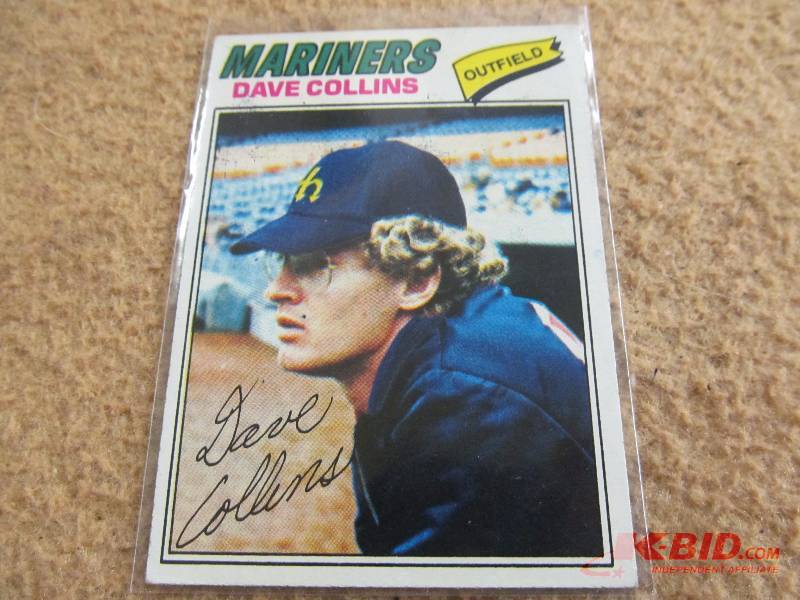 MARINERS
OUTFIELD
DAVE COLLINS
Dave
Collins
K-BID.COM
INDEPENDENT AFFILIATE